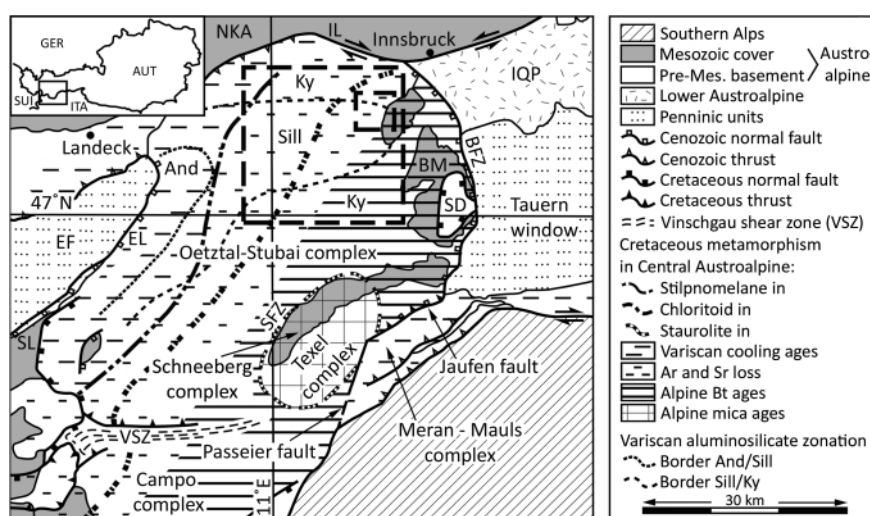 GER
AUT
SUI
ITA
NKA
IL
Innsbruck
IQP
Ky
Landeck
Sill
And
BFZ
BM
47°N
Ky
SD
Tauern
window
EF
EL
Oetztal-Stubai complex
SFZ
SL
Schneeberg
complex
Texel
complex
Jaufen fault
VSZ
Meran - Mauls
complex
Passeier fault
Campo
complex
11°E
Southern Alps
Mesozoic cover
Pre-Mes. basement
Austro-
alpine
Lower Austroalpine
Penninic units
Cenozoic normal fault
Cenozoic thrust
Cretaceous normal fault
Cretaceous thrust
Vinschgau shear zone (VSZ)
Cretaceous metamorphism
in Central Austroalpine:
Stilpnomelane in
Chloritoid in
Staurolite in
Variscan cooling ages
Ar and Sr loss
Alpine Bt ages
Alpine mica ages
Variscan aluminosilicate zonation
Border And/Sill
Border Sill/Ky
30 km